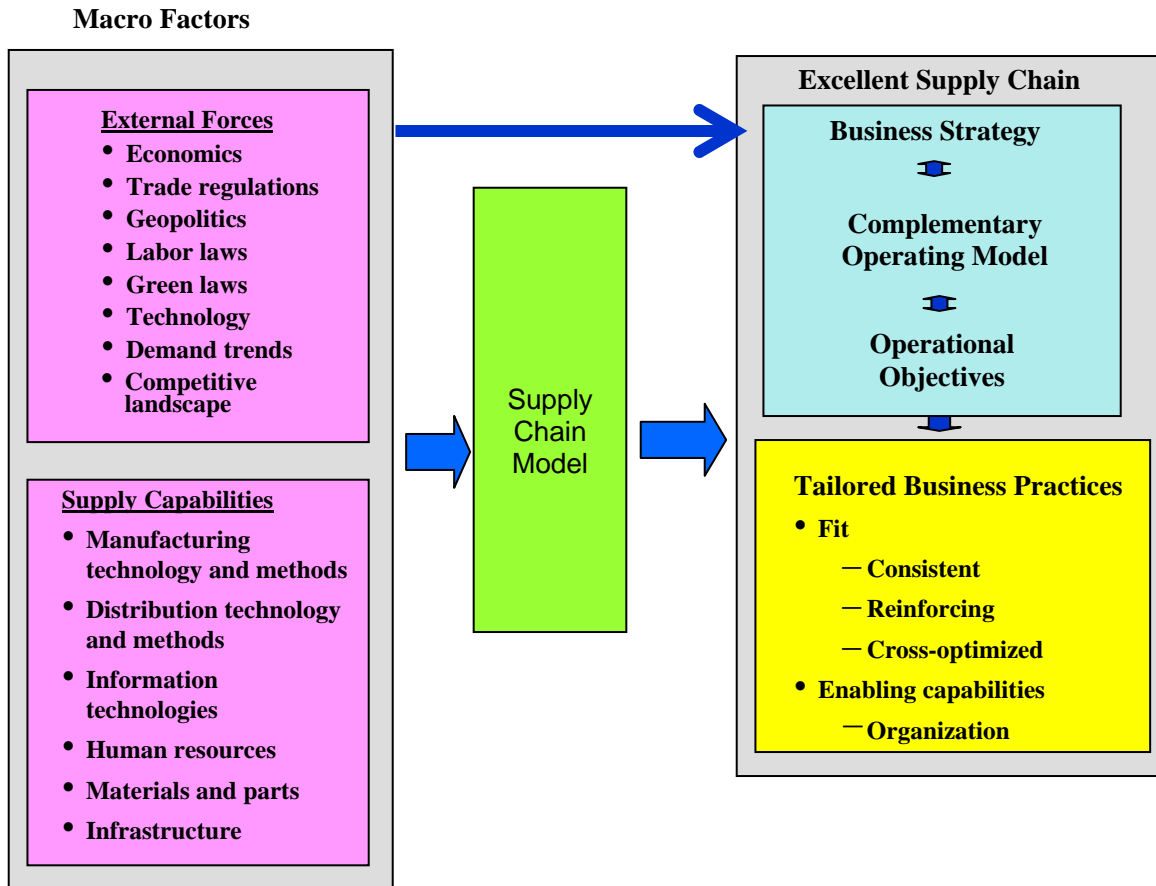 Macro Factors
External Forces
• Economics
• Trade regulations
• Geopolitics
• Labor laws
• Green laws
• Technology
• Demand trends
• Competitive
landscape
Supply Capabilities
• Manufacturing
technology and methods
• Distribution technology
and methods
• Information
technologies
• Human resources
• Materials and parts
• Infrastructure
Supply
Chain
Model
Excellent Supply Chain
Business Strategy
Complementary
Operating Model
Operational
Objectives
Tailored Business Practices
• Fit
– Consistent
– Reinforcing
– Cross-optimized
• Enabling capabilities
– Organization